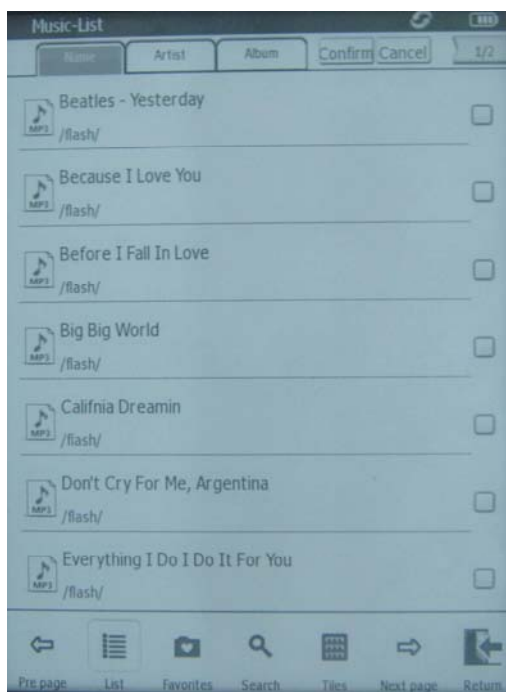 Music-List
Name Artist Album Confirm Cancel 1/2
Beatles - Yesterday
MP3
/flash/
Because I Love You
MP3
/flash/
Before I Fall In Love
MP3
/flash/
Big Big World
MP3
/flash/
Califnia Dreamin
MP3
/flash/
Don't Cry For Me, Argentina
MP3
/flash/
Everything I Do I Do It For You
MP3
/flash/
Pre page List Favorites Search Tiles Next page Return